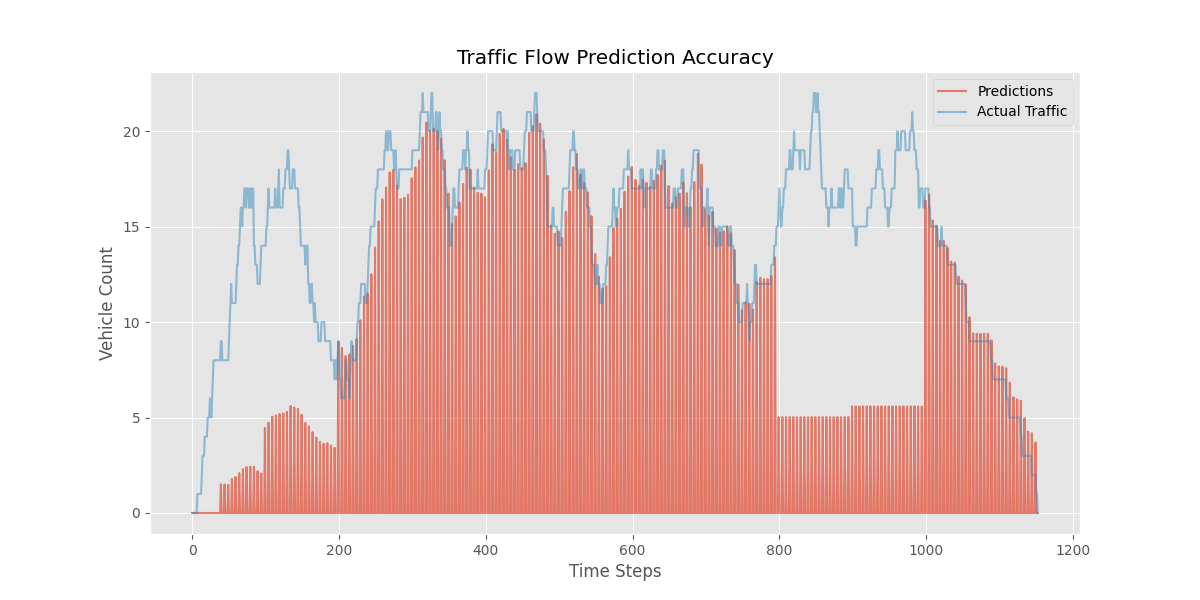 Traffic Flow Prediction Accuracy
Predictions
Actual Traffic
Vehicle Count
20
15
10
5
0
0 200 400 600 800 1000 1200
Time Steps